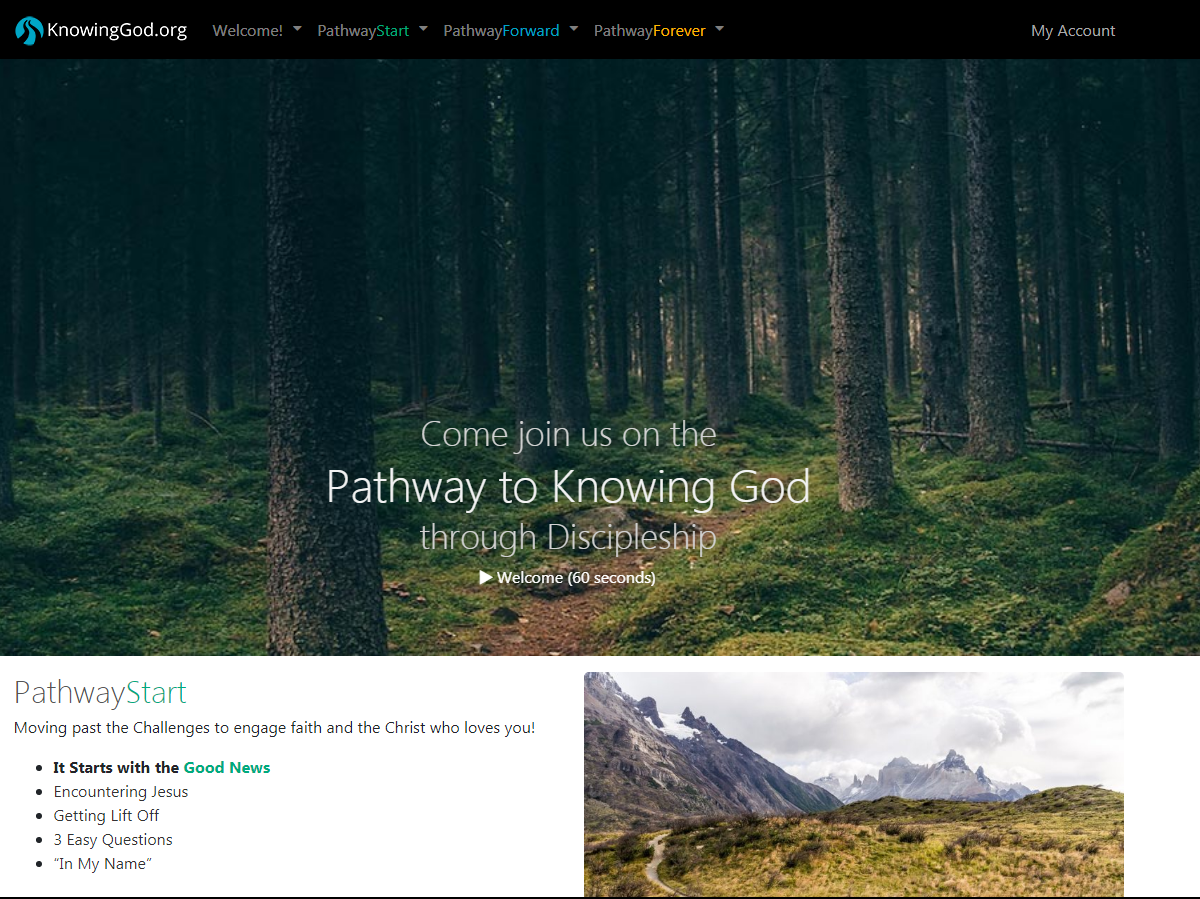 KnowingGod.org Welcome! PathwayStart PathwayForward PathwayForever My Account
Come join us on the
Pathway to Knowing God
through Discipleship
Welcome (60 seconds)
PathwayStart
Moving past the Challenges to engage faith and the Christ who loves you!
It Starts with the Good News
Encountering Jesus
Getting Lift Off
3 Easy Questions
“In My Name”